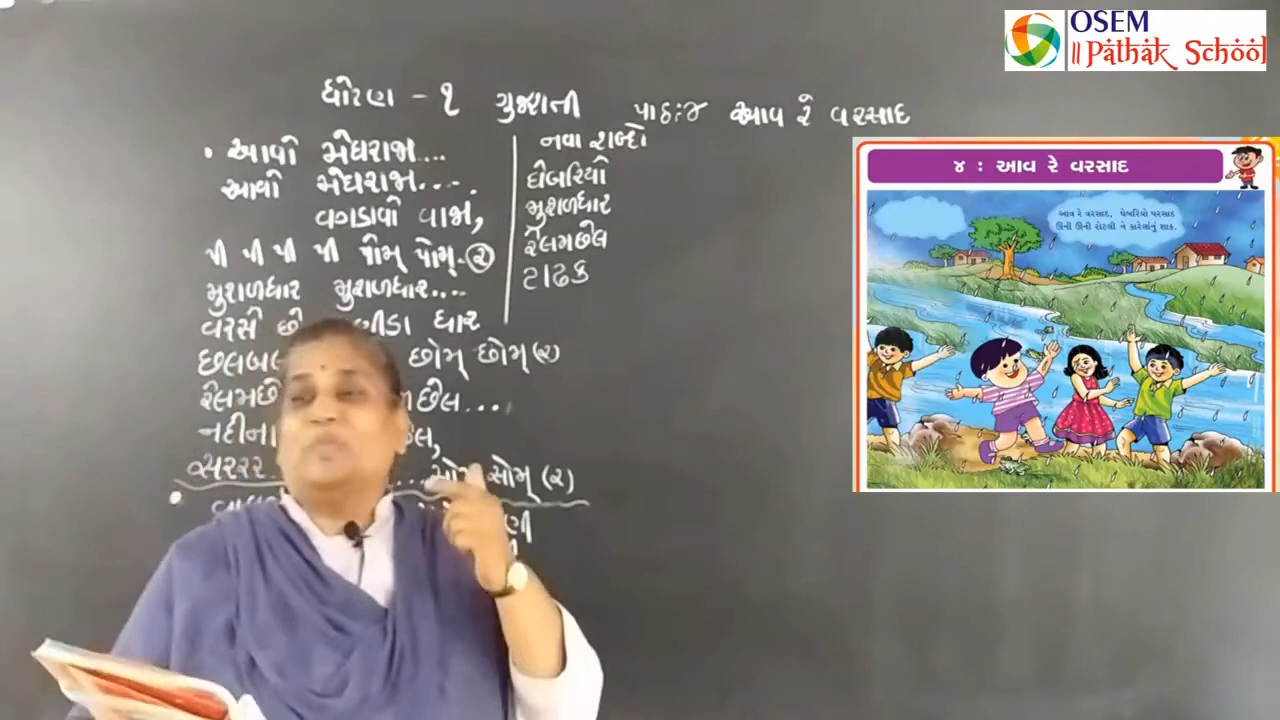 OSEM
Pathak School
ધોરણ - ૧ ગુજરાતી પાઠ:૪ આવ રે વરસાદ
• આવો મેઘરાજા....
આવો મેઘરાજા....
વગડાવો વાજા,
પી પી પી પી પોમ્ પોમ્-૨
મુશળધાર મુશળધાર....
વરસો છો ધાર
છલબલ છોમ્ છોમ્ (૨)
રેલમછે છેલ...
નદીના
સરરર ....સોમ્ સોમ્ (૨)
નવા શબ્દો
ઘેબરિયો
મુશળધાર
રેલમછેલ
ટાઢક
૪ : આવ રે વરસાદ
આવ રે વરસાદ, ઘેબરિયો પરસાદ
ઊની ઊની રોટલી ને કારેલાંનું શાક.